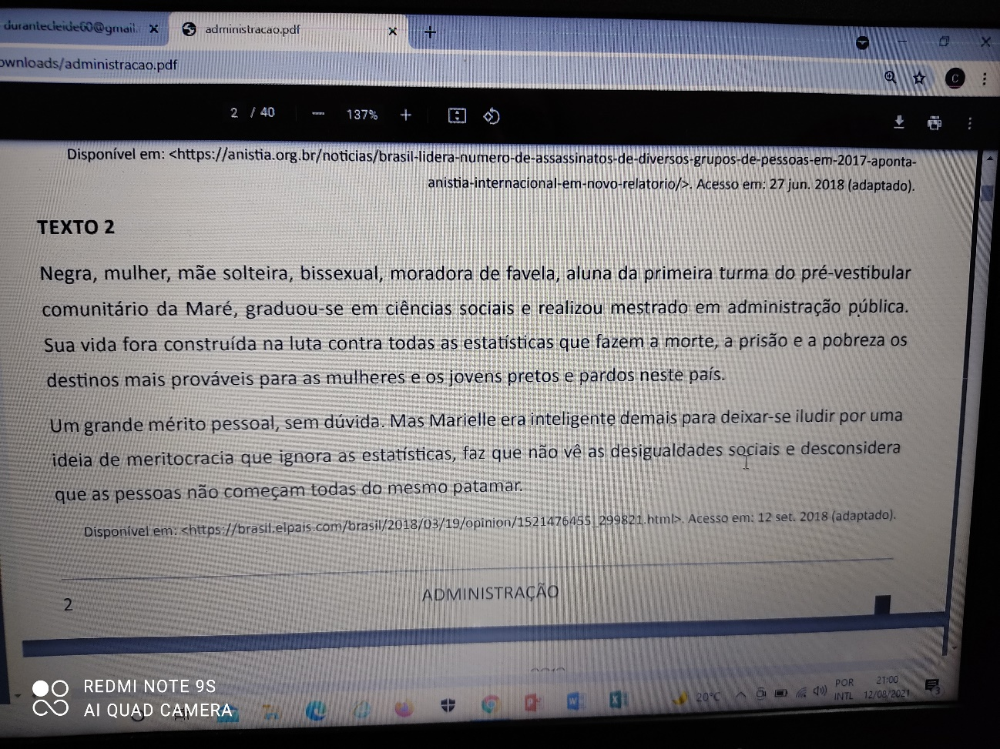 durantecleide60@gmail.
administracao.pdf
ownloads/administracao.pdf
C
2 / 40
137%
Disponível em: <https://anistia.org.br/noticias/brasil-lidera-numero-de-assassinatos-de-diversos-grupos-de-pessoas-em-2017-aponta-
anistia-internacional-em-novo-relatorio/>. Acesso em: 27 jun. 2018 (adaptado).
TEXTO 2
Negra, mulher, mãe solteira, bissexual, moradora de favela, aluna da primeira turma do pré-vestibular
comunitário da Maré, graduou-se em ciências sociais e realizou mestrado em administração pública.
Sua vida fora construída na luta contra todas as estatísticas que fazem a morte, a prisão e a pobreza os
destinos mais prováveis para as mulheres e os jovens pretos e pardos neste país.
Um grande mérito pessoal, sem dúvida. Mas Marielle era inteligente demais para deixar-se iludir por uma
ideia de meritocracia que ignora as estatísticas, faz que não vê as desigualdades sociais e desconsidera
que as pessoas não começam todas do mesmo patamar.
Disponível em: <https://brasil.elpais.com/brasil/2018/03/19/opinion/1521476455_299821.html>. Acesso em: 12 set. 2018 (adaptado).
2
ADMINISTRAÇÃO
REDMI NOTE 9S
AI QUAD CAMERA
20°C
POR
INTL
21:00
12/08/2021
3